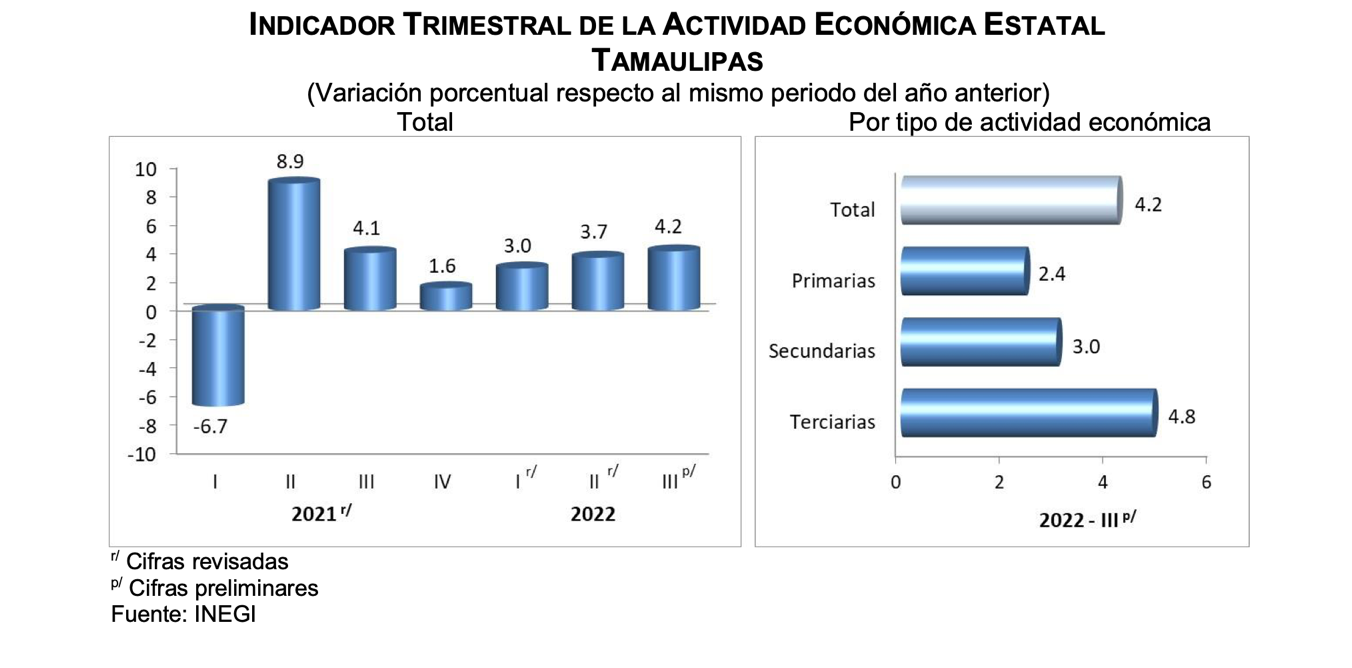 INDICADOR TRIMESTRAL DE LA ACTIVIDAD ECONÓMICA ESTATAL
TAMAULIPAS
(Variación porcentual respecto al mismo periodo del año anterior)
Total
10
8
6
4
2
0
-2
-4
-6
-8
-10
-6.7
8.9
4.1
1.6
3.0
3.7
4.2
I II III IV I r/ II r/ III p/
2021 r/ 2022
Por tipo de actividad económica
Total 4.2
Primarias 2.4
Secundarias 3.0
Terciarias 4.8
0 2 4 6
2022 - III p/
r/ Cifras revisadas
p/ Cifras preliminares
Fuente: INEGI